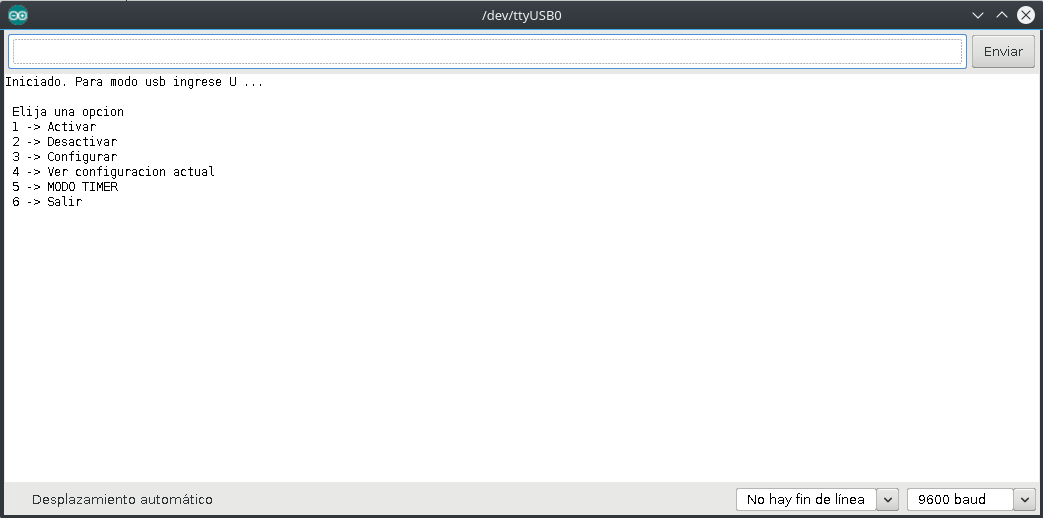 /dev/ttyUSB0
Enviar
Iniciado. Para modo usb ingrese U ...
Elija una opcion
1 -> Activar
2 -> Desactivar
3 -> Configurar
4 -> Ver configuracion actual
5 -> MODO TIMER
6 -> Salir
Desplazamiento automático No hay fin de línea 9600 baud